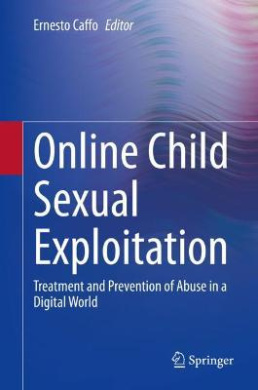 Ernesto Caffo Editor
Online Child
Sexual
Exploitation
Treatment and Prevention of Abuse in a
Digital World
Springer